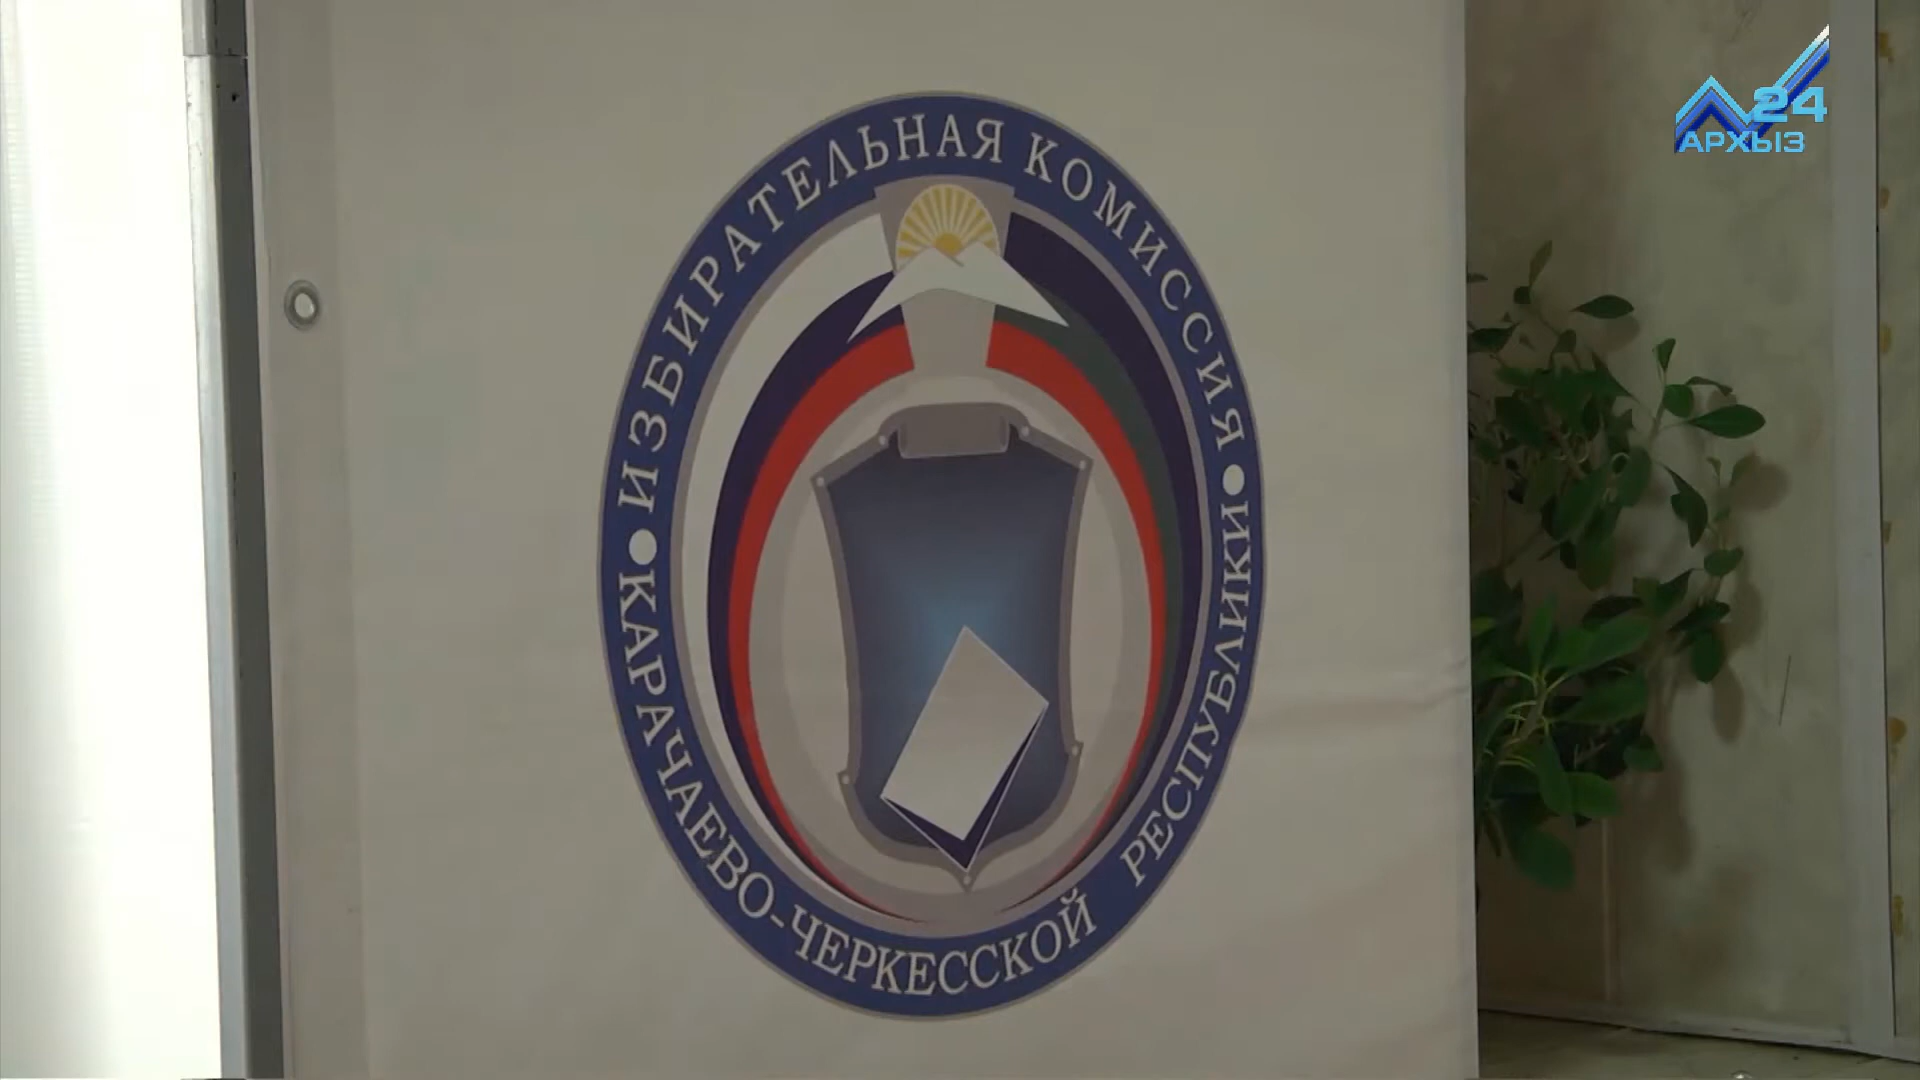 ИЗБИРАТЕЛЬНАЯ КОМИССИЯ
КАРАЧАЕВО-ЧЕРКЕССКОЙ РЕСПУБЛИКИ
24
АРХЫЗ